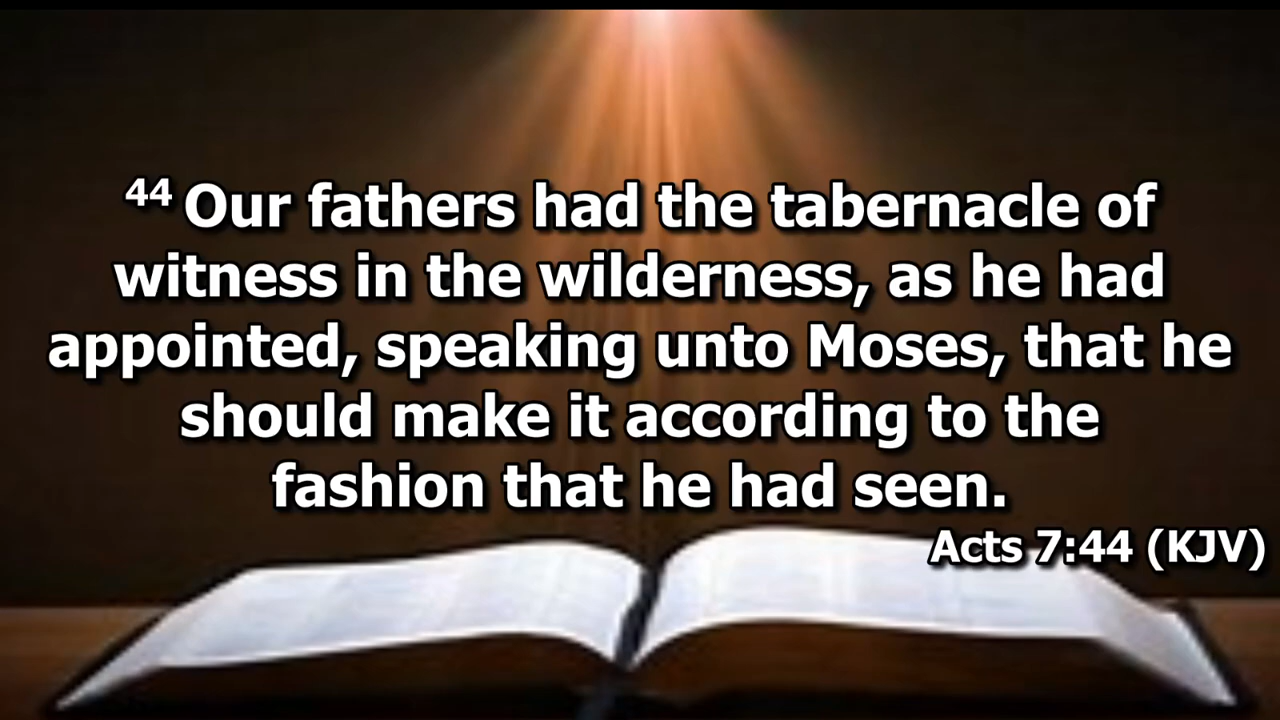 44 Our fathers had the tabernacle of
witness in the wilderness, as he had
appointed, speaking unto Moses, that he
should make it according to the
fashion that he had seen.
Acts 7:44 (KJV)